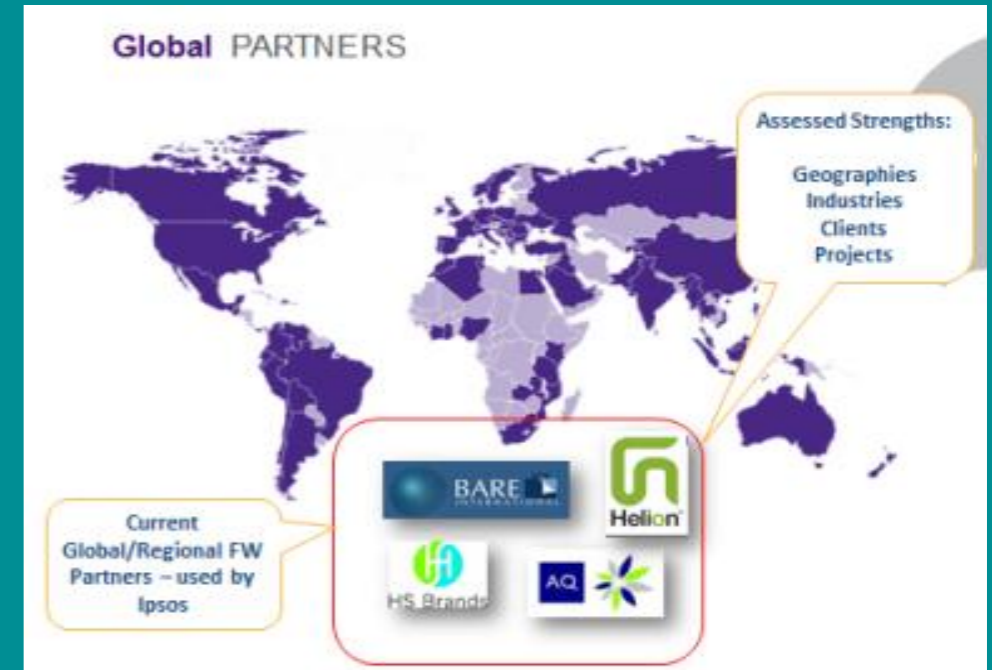 Global PARTNERS
Assessed Strengths:
Geographies
Industries
Clients
Projects
BARE
INTERNATIONAL
Helion
HS Brands
AQ
Current
Global/Regional FW
Partners – used by
Ipsos